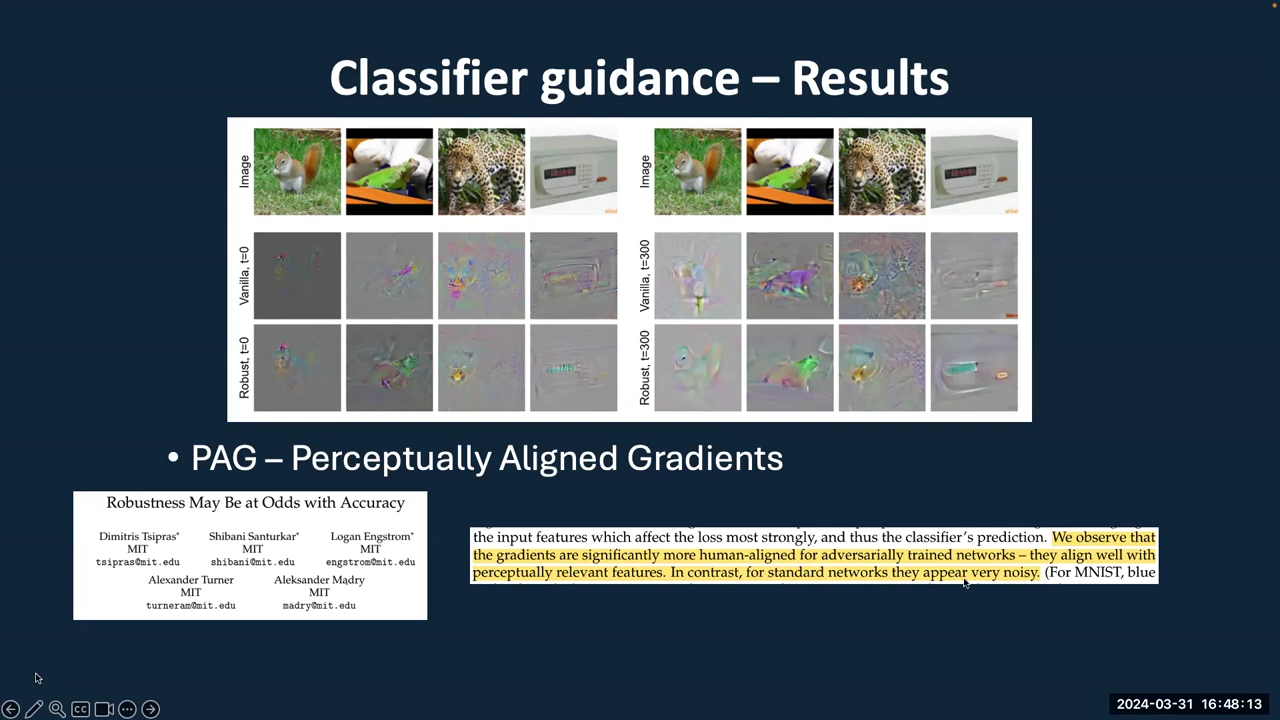 Classifier guidance – Results
Image
Image
Vanilla, t=0
Vanilla, t=300
Robust, t=0
Robust, t=300
• PAG – Perceptually Aligned Gradients
Robustness May Be at Odds with Accuracy
Dimitris Tsipras* Shibani Santurkar* Logan Engstrom*
MIT MIT MIT
tsipras@mit.edu shibani@mit.edu engstrom@mit.edu
Alexander Turner Aleksander Madry
MIT MIT
turneram@mit.edu madry@mit.edu
the input features which affect the loss most strongly, and thus the classifier's prediction. We observe that
the gradients are significantly more human-aligned for adversarially trained networks – they align well with
perceptually relevant features. In contrast, for standard networks they appear very noisy. (For MNIST, blue
CC
2024-03-31 16:48:13